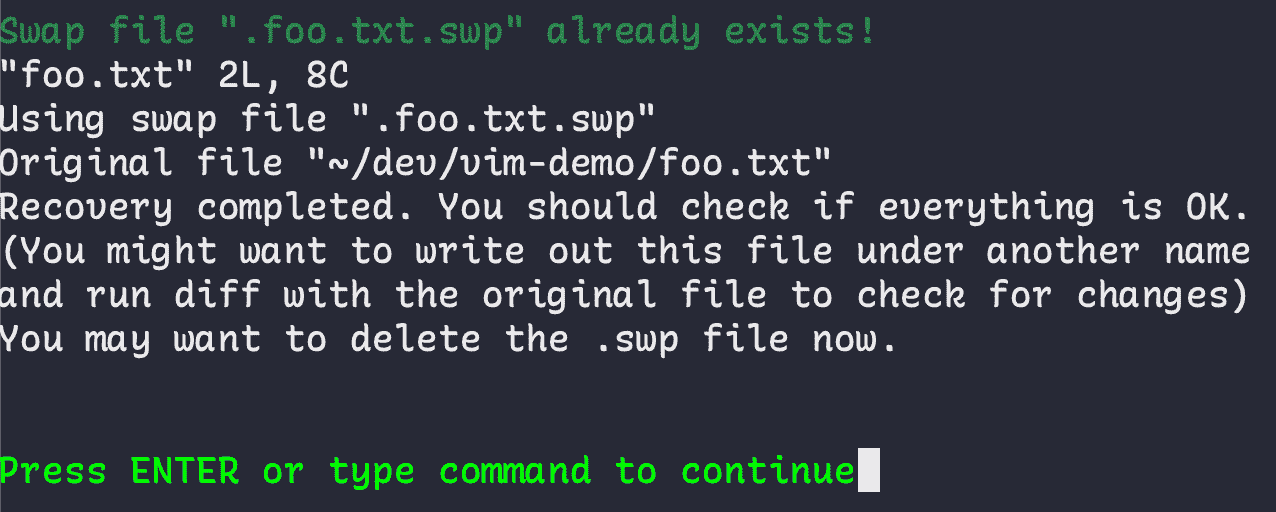 Swap file ".foo.txt.swp" already exists!
"foo.txt" 2L, 8C
Using swap file ".foo.txt.swp"
Original file "~/dev/vim-demo/foo.txt"
Recovery completed. You should check if everything is OK.
(You might want to write out this file under another name
and run diff with the original file to check for changes)
You may want to delete the .swp file now.
Press ENTER or type command to continue